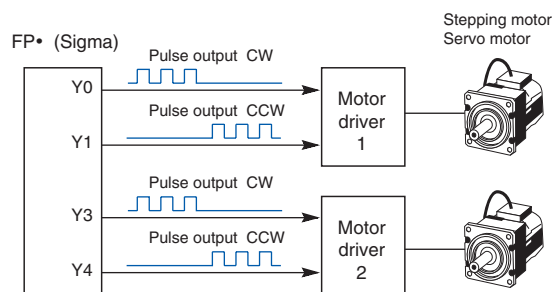 Stepping motor
Servo motor
FP• (Sigma)
Pulse output CW
Y0
Pulse output CCW
Y1
Motor
driver
1
Pulse output CW
Y3
Pulse output CCW
Y4
Motor
driver
2